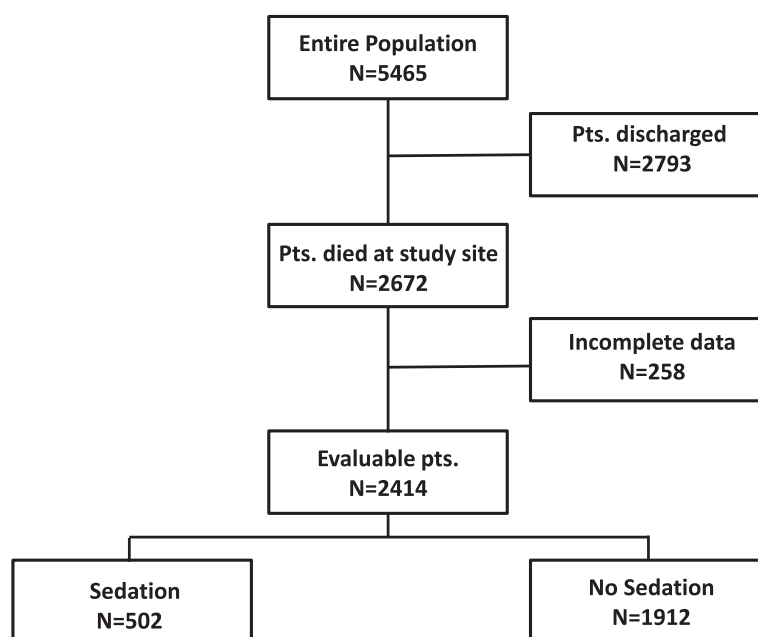 Entire Population
N=5465
Pts. discharged
N=2793
Pts. died at study site
N=2672
Incomplete data
N=258
Evaluable pts.
N=2414
Sedation
N=502
No Sedation
N=1912